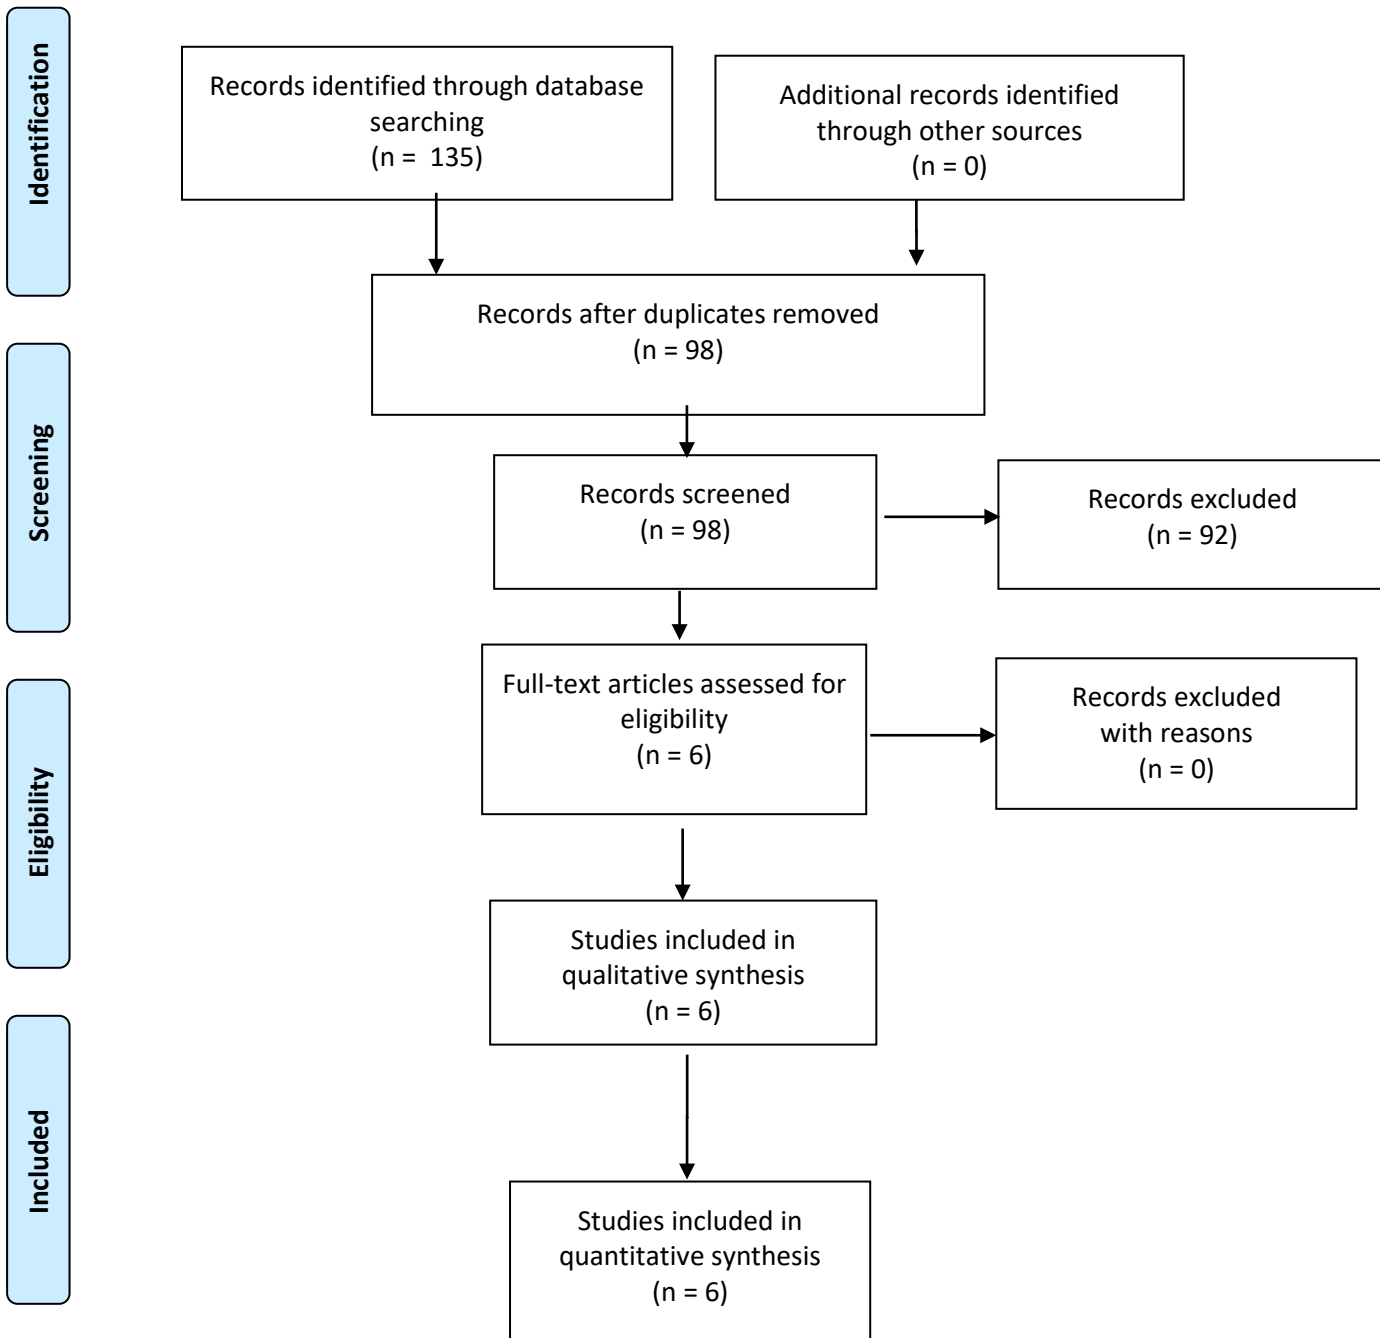 Identification
Records identified through database
searching
(n =  135)
Additional records identified
through other sources
(n = 0)
Records after duplicates removed
(n = 98)
Screening
Records screened
(n = 98)
Records excluded
(n = 92)
Eligibility
Full-text articles assessed for
eligibility
(n = 6)
Records excluded
with reasons
(n = 0)
Studies included in
qualitative synthesis
(n = 6)
Included
Studies included in
quantitative synthesis
(n = 6)